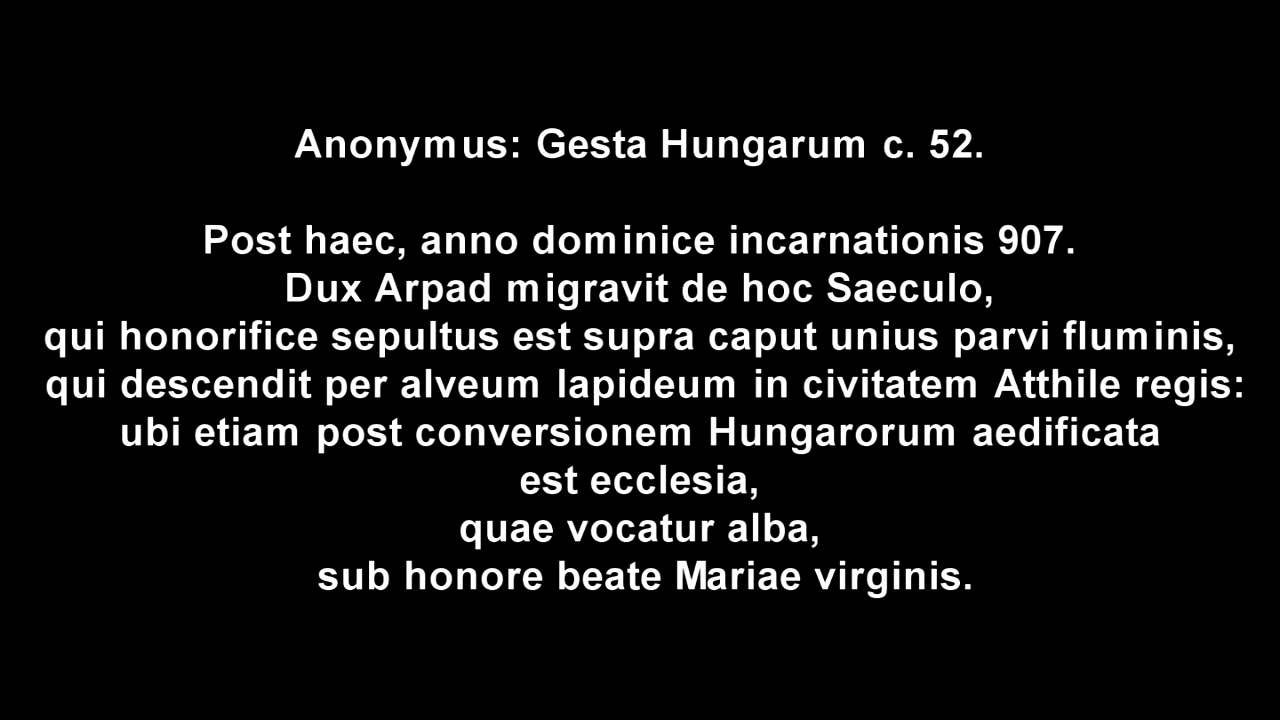 Anonymus: Gesta Hungarum c. 52.
Post haec, anno dominice incarnationis 907.
Dux Arpad migravit de hoc Saeculo,
qui honorifice sepultus est supra caput unius parvi fluminis,
qui descendit per alveum lapideum in civitatem Atthile regis:
ubi etiam post conversionem Hungarorum aedificata
est ecclesia,
quae vocatur alba,
sub honore beate Mariae virginis.